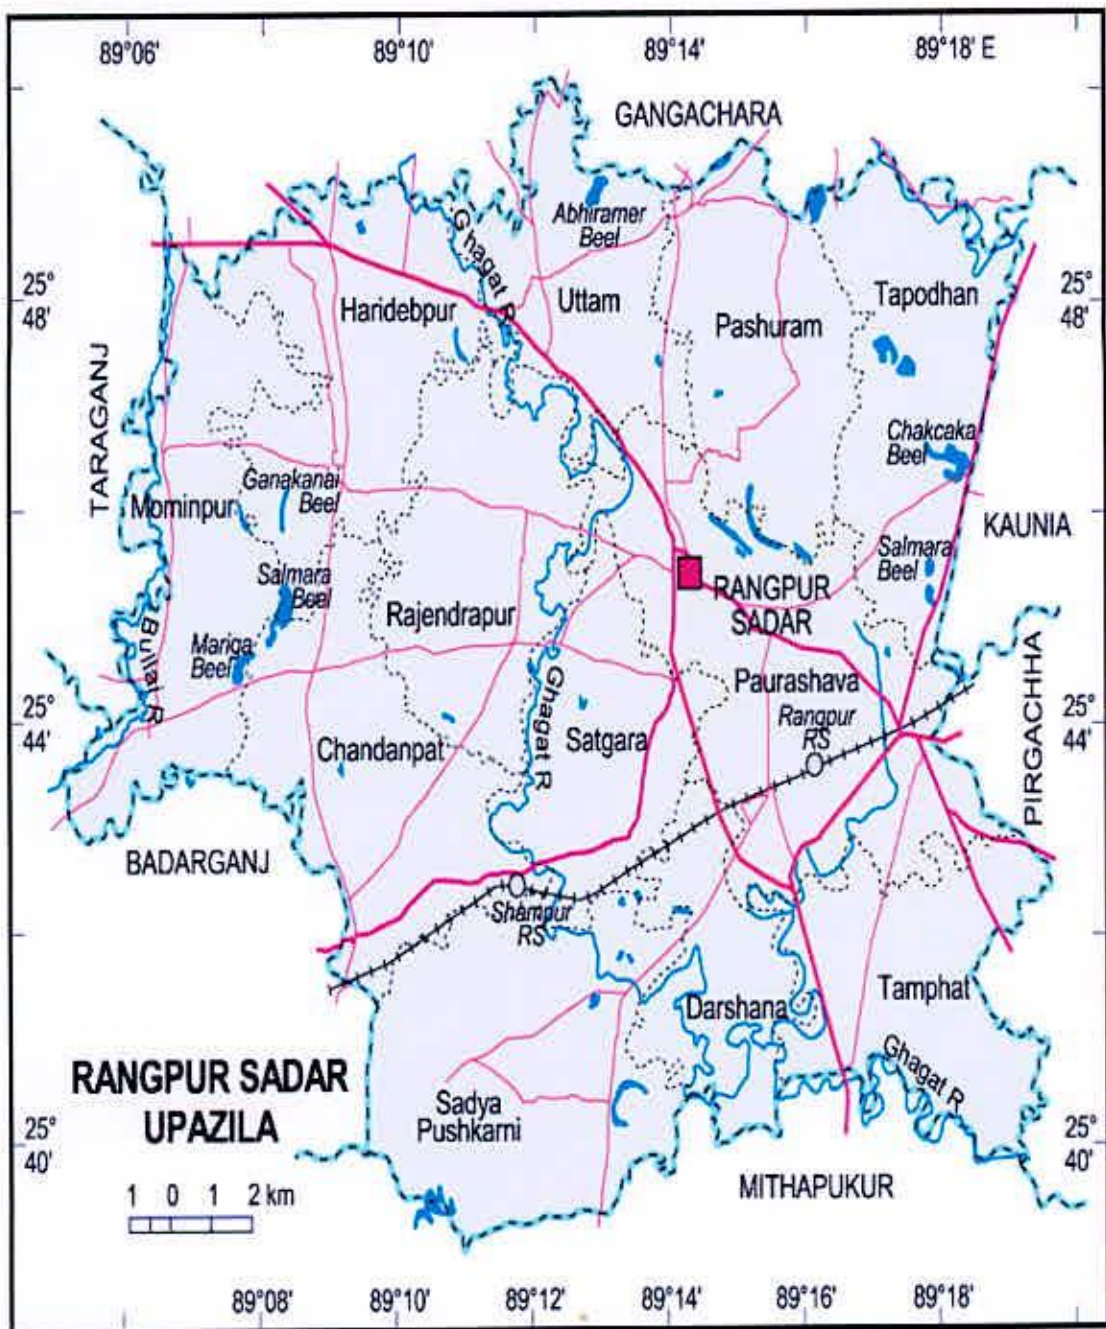 89°06'
89°10'
89°14'
89°18' E
GANGACHARA
Abhiramer
Beel
Ghagat R
25°
48'
Haridebpur
Uttam
Pashuram
Tapodhan
25°
48'
TARAGANJ
Chakcaka
Beel
Ganakanai
Beel
Mominpur
KAUNIA
Salmara
Beel
Salmara
Beel
RANGPUR
SADAR
Rajendrapur
Bullai R
Mariga
Beel
PIRGACHHA
Paurashava
Ghagat R
Rangpur
RS
25°
44'
Chandanpat
Satgara
25°
44'
BADARGANJ
Shampur
RS
Tamphat
Darshana
Ghagat R
RANGPUR SADAR
UPAZILA
Sadya
Pushkarni
25°
40'
25°
40'
MITHAPUKUR
1 0 1 2 km
89°08'
89°10'
89°12'
89°14'
89°16'
89°18'